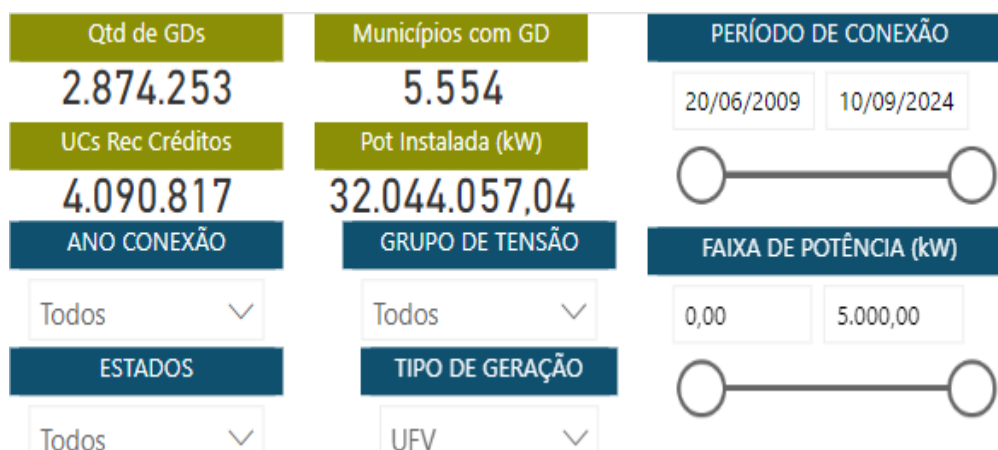 Qtd de GDs
2.874.253
Municípios com GD
5.554
UCs Rec Créditos
4.090.817
Pot Instalada (kW)
32.044.057,04
ANO CONEXÃO
Todos
GRUPO DE TENSÃO
Todos
ESTADOS
Todos
TIPO DE GERAÇÃO
UFV
PERÍODO DE CONEXÃO
20/06/2009
10/09/2024
FAIXA DE POTÊNCIA (kW)
0,00
5.000,00